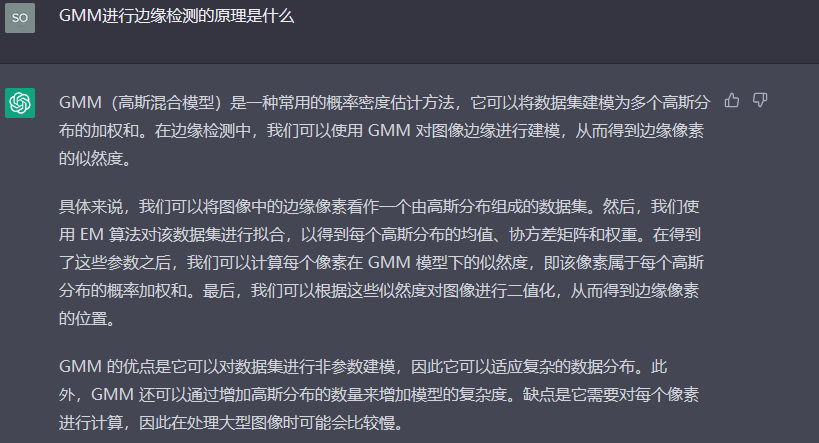 SO
GMM进行边缘检测的原理是什么
GMM（高斯混合模型）是一种常用的概率密度估计方法，它可以将数据集建模为多个高斯分
布的加权和。在边缘检测中，我们可以使用 GMM 对图像边缘进行建模，从而得到边缘像素
的似然度。
具体来说，我们可以将图像中的边缘像素看作一个由高斯分布组成的数据集。然后，我们使
用 EM 算法对该数据集进行拟合，以得到每个高斯分布的均值、协方差矩阵和权重。在得到
了这些参数之后，我们可以计算每个像素在 GMM 模型下的似然度，即该像素属于每个高斯
分布的概率加权和。最后，我们可以根据这些似然度对图像进行二值化，从而得到边缘像素
的位置。
GMM 的优点是它可以对数据集进行非参数建模，因此它可以适应复杂的数据分布。此
外，GMM 还可以通过增加高斯分布的数量来增加模型的复杂度。缺点是它需要对每个像素
进行计算，因此在处理大型图像时可能会比较慢。